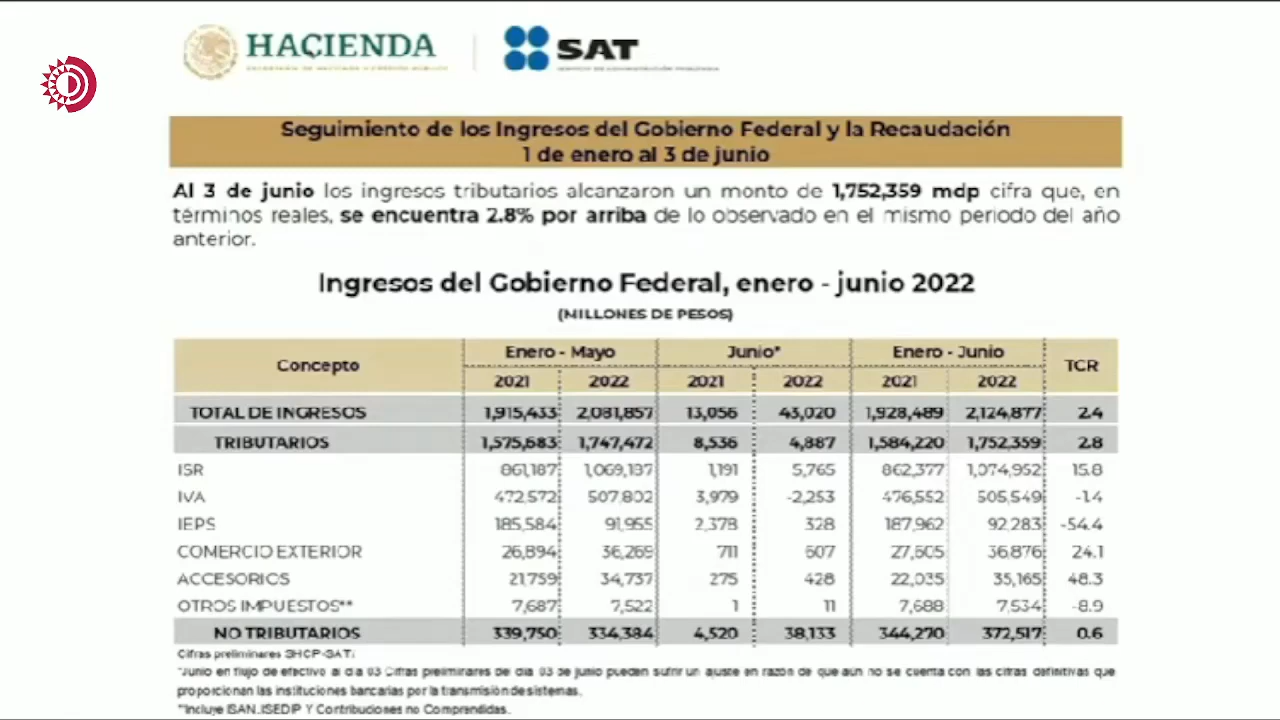 HACIENDA
SECRETARÍA DE HACIENDA Y CRÉDITO PÚBLICO
SAT
SERVICIO DE ADMINISTRACIÓN TRIBUTARIA
Seguimiento de los Ingresos del Gobierno Federal y la Recaudación
1 de enero al 3 de junio
Al 3 de junio los ingresos tributarios alcanzaron un monto de 1,752,359 mdp cifra que, en
términos reales, se encuentra 2.8% por arriba de lo observado en el mismo periodo del año
anterior.
Ingresos del Gobierno Federal, enero - junio 2022
(MILLONES DE PESOS)
Concepto Enero - Mayo Junio* Enero - Junio TCR
2021 2022 2021 2022 2021 2022
TOTAL DE INGRESOS 1,915,433 2,081,857 13,056 43,020 1,928,489 2,124,877 2.4
TRIBUTARIOS 1,575,683 1,747,472 8,536 4,887 1,584,220 1,752,359 2.8
ISR 861,187 1,069,187 1,191 5,765 862,377 1,074,952 15.8
IVA 472,572 507,802 3,979 -2,253 476,552 505,549 -1.4
IEPS 185,584 91,955 2,378 328 187,962 92,283 -54.4
COMERCIO EXTERIOR 26,894 36,269 711 607 27,605 36,876 24.1
ACCESORIOS 21,759 34,737 275 428 22,035 35,165 48.3
OTROS IMPUESTOS** 7,687 7,522 1 11 7,688 7,534 -8.9
NO TRIBUTARIOS 339,750 334,384 4,520 38,133 344,270 372,517 0.6
Cifras preliminares SHCP-SAT.
*Junio en flujo de efectivo al día 03 Cifras preliminares del día 03 de junio pueden sufrir un ajuste en razón de que aún no se cuenta con las cifras definitivas que
proporcionan las instituciones bancarias por la transmisión de sistemas.
**Incluye ISAN, ISEDIP Y Contribuciones no Comprendidas.